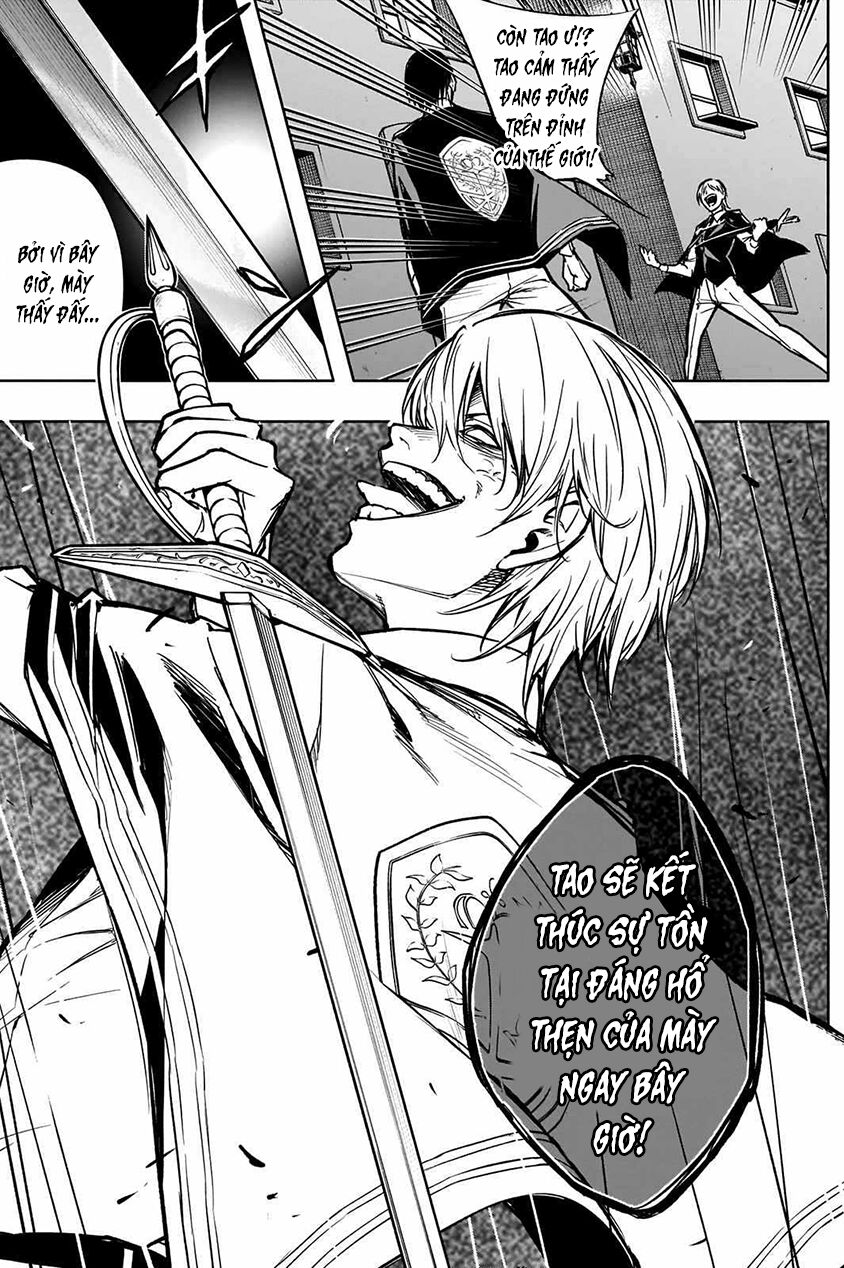 CÒN TAO Ư!?
TAO CẢM THẤY
ĐANG ĐỨNG
TRÊN ĐỈNH
CỦA THẾ GIỚI!
BỞI VÌ BÂY
GIỜ, MÀY
THẤY ĐẤY...
TAO SẼ KẾT
THÚC SỰ TỒN
TẠI ĐÁNG HỔ
THẸN CỦA MÀY
NGAY BÂY
GIỜ!